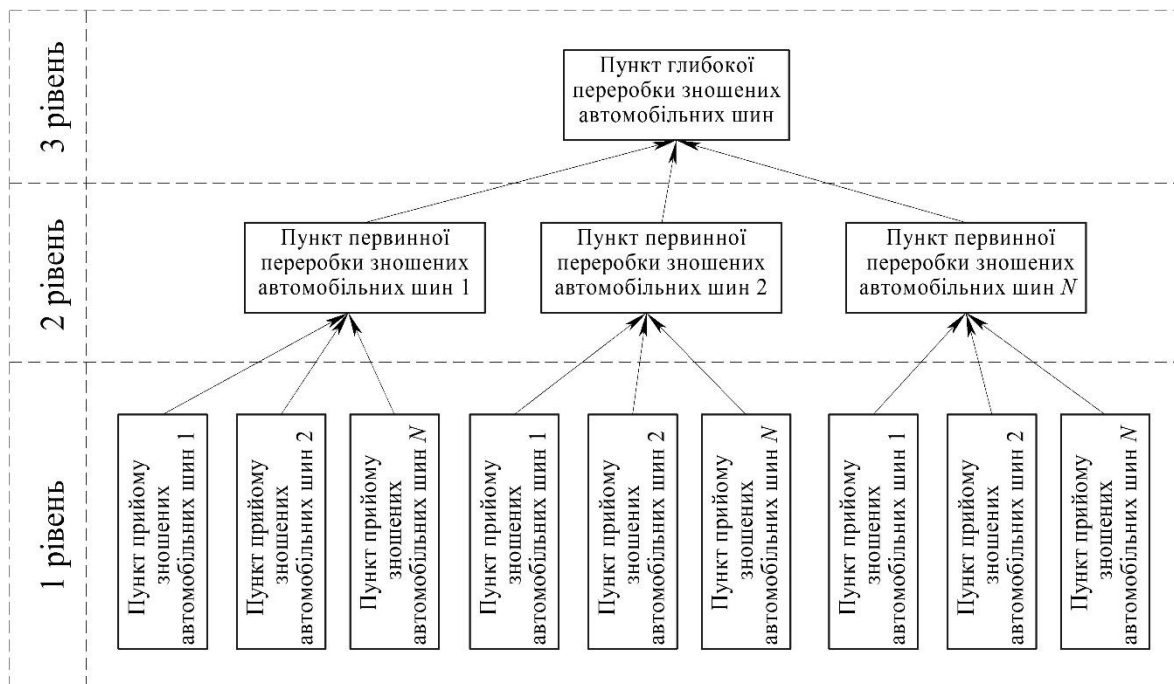 3 рівень
Пункт глибокої
переробки зношених
автомобільних шин
2 рівень
Пункт первинної
переробки зношених
автомобільних шин 1
Пункт первинної
переробки зношених
автомобільних шин 2
Пункт первинної
переробки зношених
автомобільних шин N
1 рівень
Пункт прийому
зношених
автомобільних шин 1
Пункт прийому
зношених
автомобільних шин 2
Пункт прийому
зношених
автомобільних шин N
Пункт прийому
зношених
автомобільних шин 1
Пункт прийому
зношених
автомобільних шин 2
Пункт прийому
зношених
автомобільних шин N
Пункт прийому
зношених
автомобільних шин 1
Пункт прийому
зношених
автомобільних шин 2
Пункт прийому
зношених
автомобільних шин N